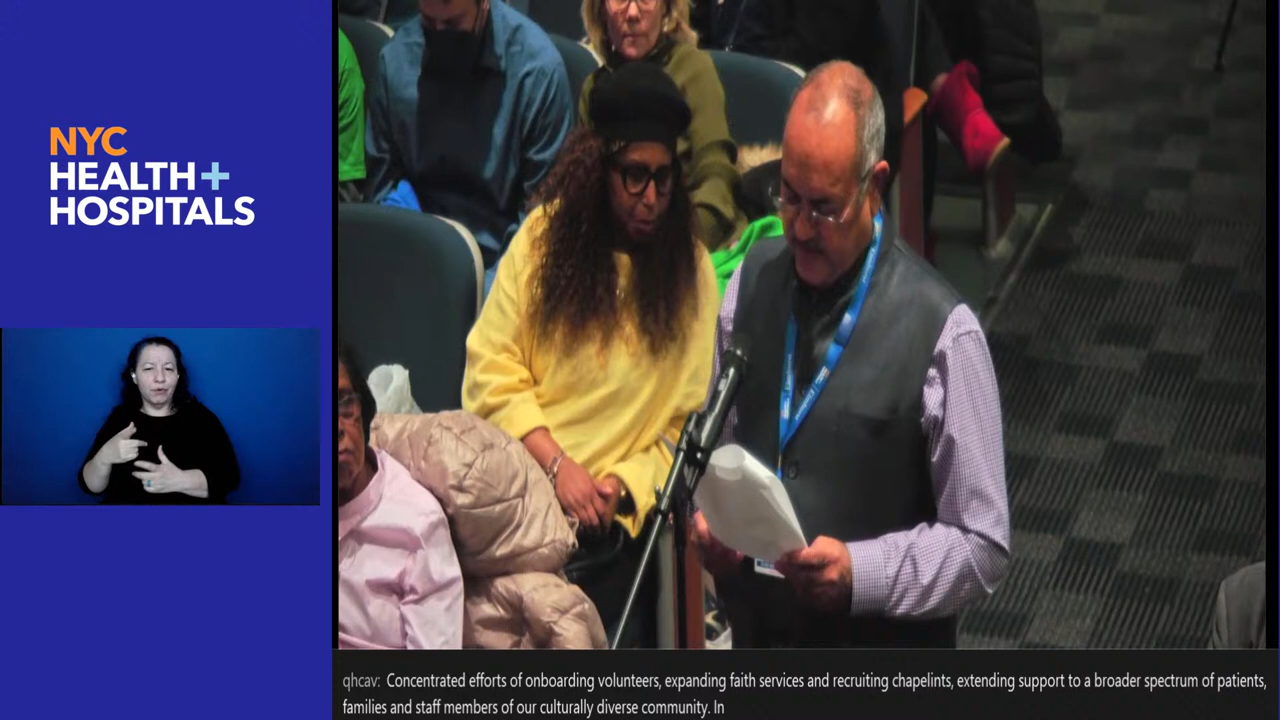 NYC
HEALTH+
HOSPITALS
qhcav: Concentrated efforts of onboarding volunteers, expanding faith services and recruiting chapelints, extending support to a broader spectrum of patients,
families and staff members of our culturally diverse community. In